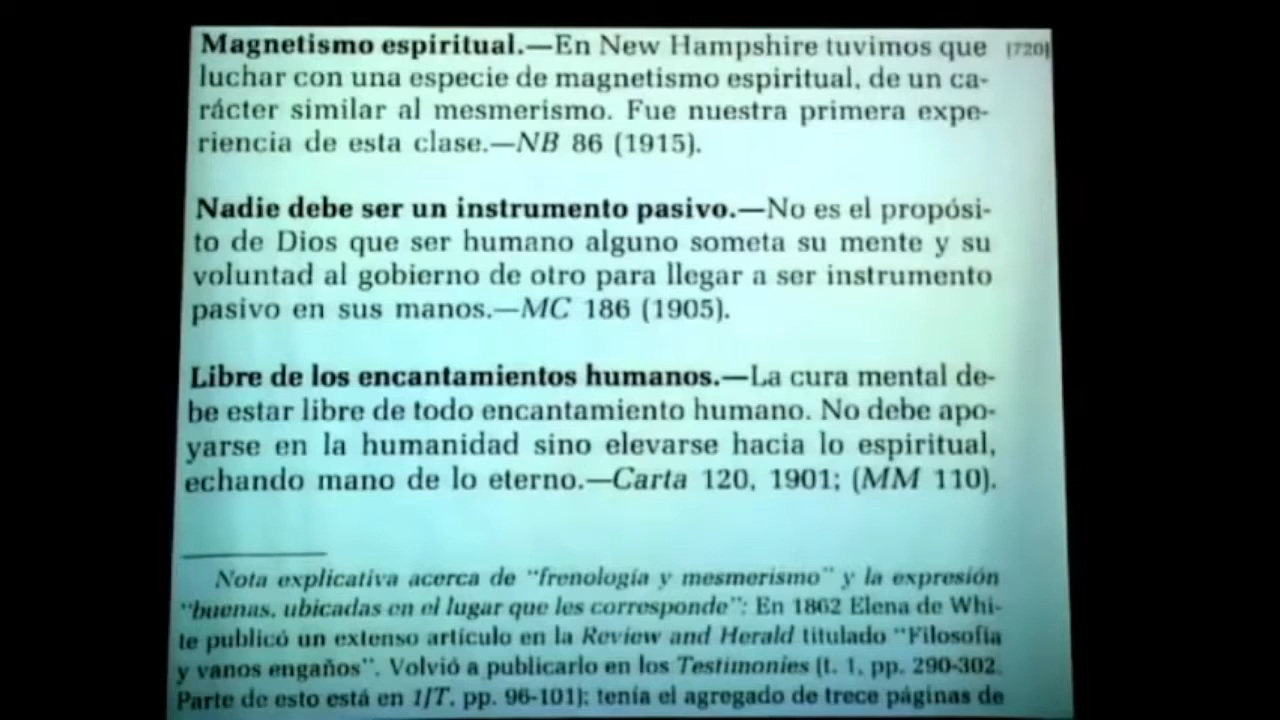 Magnetismo espiritual.—En New Hampshire tuvimos que [720]
luchar con una especie de magnetismo espiritual, de un ca-
rácter similar al mesmerismo. Fue nuestra primera expe-
riencia de esta clase.—NB 86 (1915).
Nadie debe ser un instrumento pasivo.—No es el propósi-
to de Dios que ser humano alguno someta su mente y su
voluntad al gobierno de otro para llegar a ser instrumento
pasivo en sus manos.—MC 186 (1905).
Libre de los encantamientos humanos.—La cura mental de-
be estar libre de todo encantamiento humano. No debe apo-
yarse en la humanidad sino elevarse hacia lo espiritual,
echando mano de lo eterno.—Carta 120, 1901; (MM 110).
Nota explicativa acerca de "frenología y mesmerismo" y la expresión
"buenas, ubicadas en el lugar que les corresponde": En 1862 Elena de Whi-
te publicó un extenso artículo en la Review and Herald titulado "Filosofía
y vanos engaños". Volvió a publicarlo en los Testimonies (t. 1, pp. 290-302.
Parte de esto está en 1JT, pp. 96-101); tenía el agregado de trece páginas de